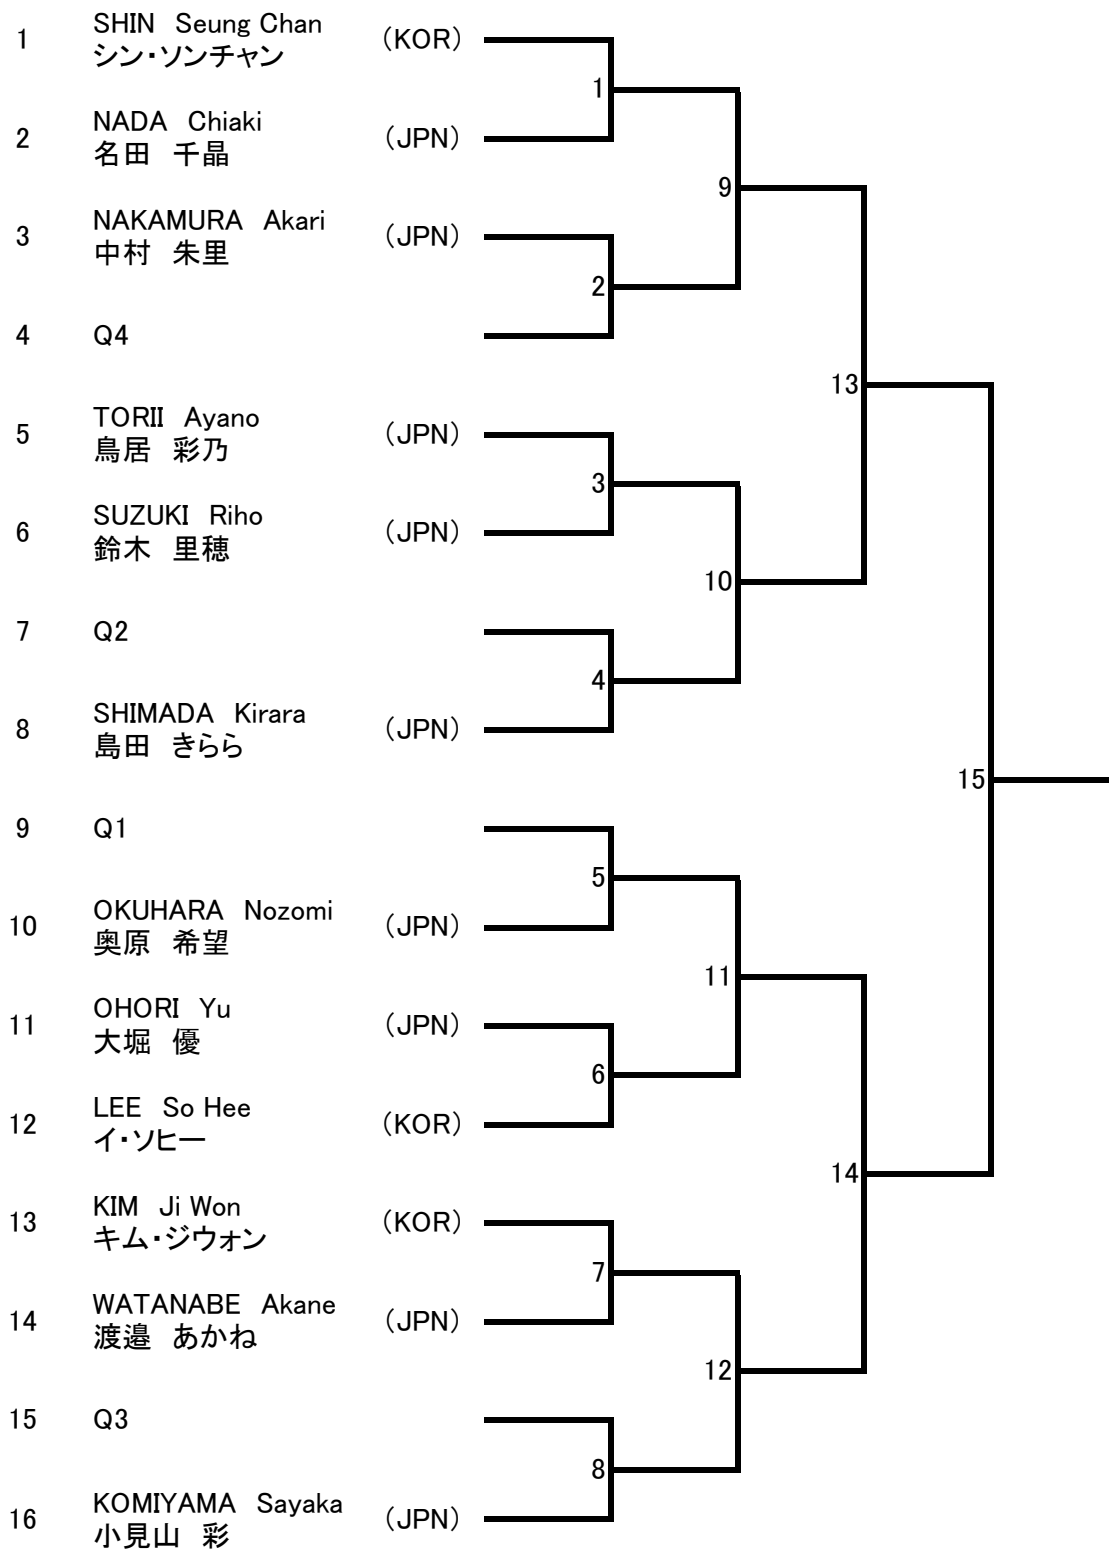 SHIN Seung Chan
1 (KOR)
シン・ソンチャン
1
NADA Chiaki
2 (JPN)
名田 千晶
9
NAKAMURA Akari
3 (JPN)
中村 朱里
2
4 Q4
13
TORII Ayano
5 (JPN)
鳥居 彩乃
3
SUZUKI Riho
6 (JPN)
鈴木 里穂
10
7 Q2
4
SHIMADA Kirara
8 (JPN)
島田 きらら
15
9 Q1
5
OKUHARA Nozomi
10 (JPN)
奥原 希望
11
OHORI Yu
11 (JPN)
大堀 優
6
LEE So Hee
12 (KOR)
イ・ソヒー
14
KIM Ji Won
13 (KOR)
キム・ジウォン
7
WATANABE Akane
14 (JPN)
渡邉 あかね
12
15 Q3
8
KOMIYAMA Sayaka
16 (JPN)
小見山 彩